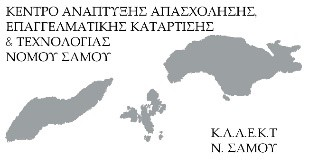 ΚΕΝΤΡΟ ΑΝΑΠΤΥΞΗΣ ΑΠΑΣΧΟΛΗΣΗΣ,
ΕΠΑΓΓΕΛΜΑΤΙΚΗΣ ΚΑΤΑΡΤΙΣΗΣ
& ΤΕΧΝΟΛΟΓΙΑΣ
ΝΟΜΟΥ ΣΑΜΟΥ
Κ.Α.Α.Ε.Κ.Τ
Ν. ΣΑΜΟΥ